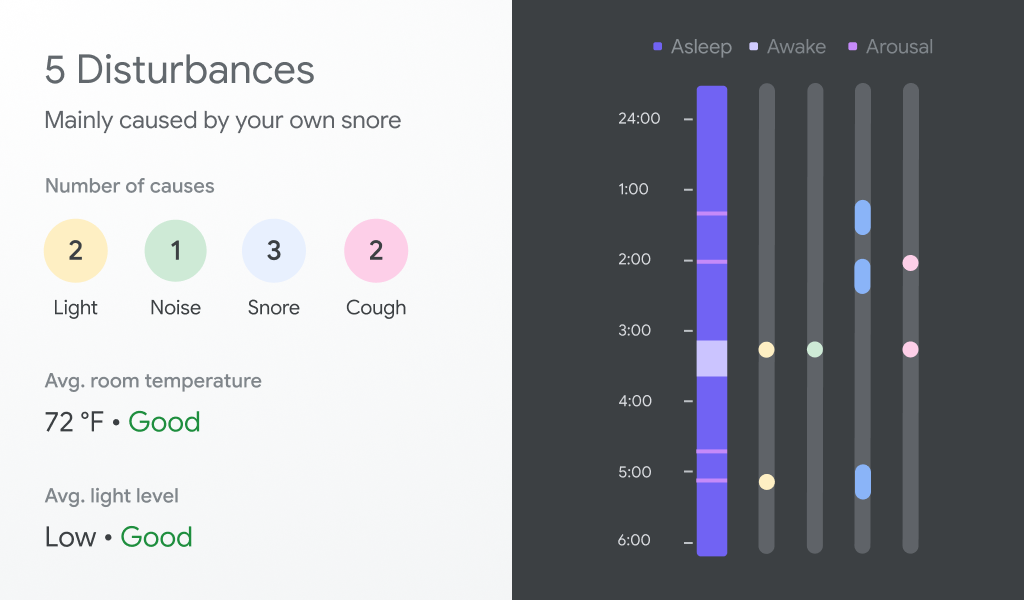 5 Disturbances
Mainly caused by your own snore
Number of causes
2 1 3 2
Light Noise Snore Cough
Avg. room temperature
72 °F • Good
Avg. light level
Low • Good
Asleep Awake Arousal
24:00
1:00
2:00
3:00
4:00
5:00
6:00